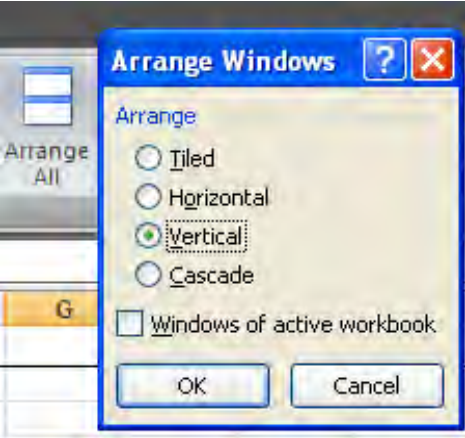 Arrange Windows
?
Arrange
All
Arrange
Tiled
Horizontal
Vertical
Cascade
G
Windows of active workbook
OK
Cancel